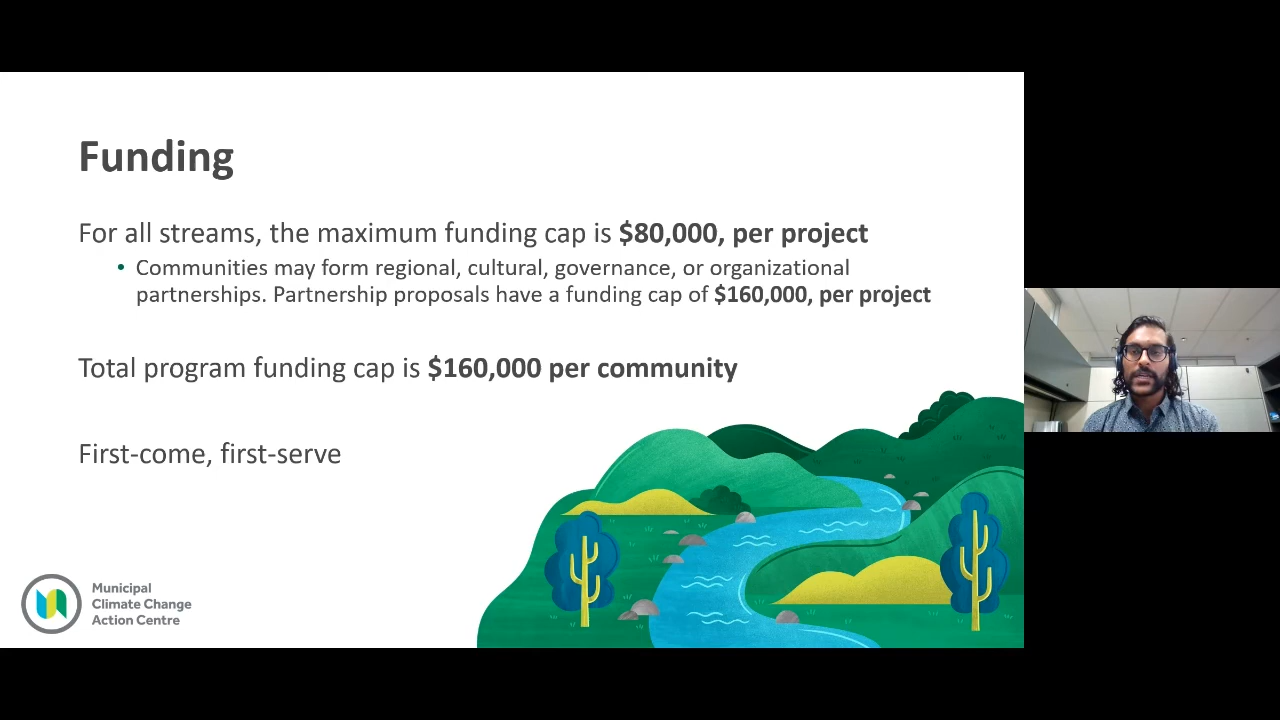 Funding
For all streams, the maximum funding cap is $80,000, per project
• Communities may form regional, cultural, governance, or organizational
partnerships. Partnership proposals have a funding cap of $160,000, per project
Total program funding cap is $160,000 per community
First-come, first-serve
Municipal
Climate Change
Action Centre